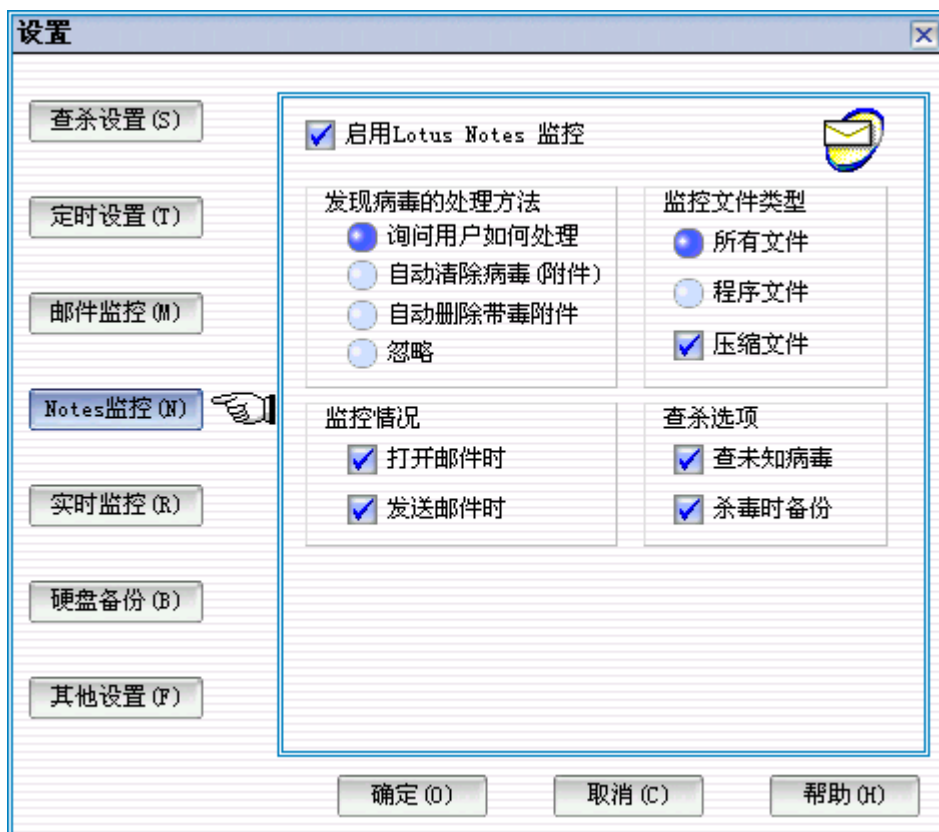 设置
查杀设置(S)
定时设置(T)
邮件监控(M)
Notes监控(N)
实时监控(R)
硬盘备份(B)
其他设置(F)
启用Lotus Notes 监控
发现病毒的处理方法
询问用户如何处理
自动清除病毒(附件)
自动删除带毒附件
忽略
监控文件类型
所有文件
程序文件
压缩文件
监控情况
打开邮件时
发送邮件时
查杀选项
查未知病毒
杀毒时备份
确定(O)
取消(C)
帮助(H)